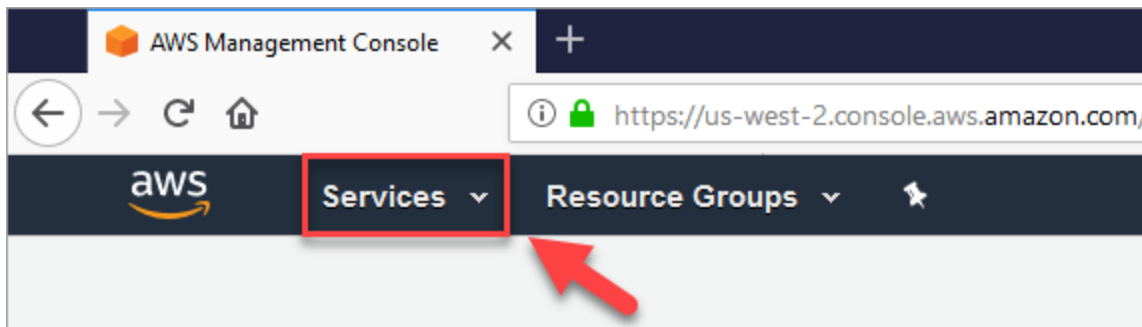 AWS Management Console
https://us-west-2.console.aws.amazon.com/
aws Services Resource Groups